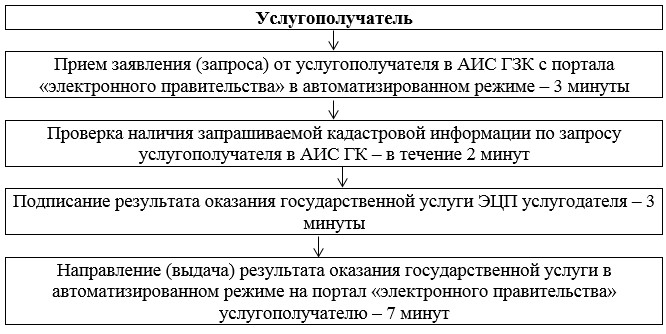 Услугополучатель
Прием заявления (запроса) от услугополучателя в АИС ГЗК с портала
«электронного правительства» в автоматизированном режиме – 3 минуты
Проверка наличия запрашиваемой кадастровой информации по запросу
услугополучателя в АИС ГК – в течение 2 минут
Подписание результата оказания государственной услуги ЭЦП услугодателя – 3
минуты
Направление (выдача) результата оказания государственной услуги в
автоматизированном режиме на портал «электронного правительства»
услугополучателю – 7 минут